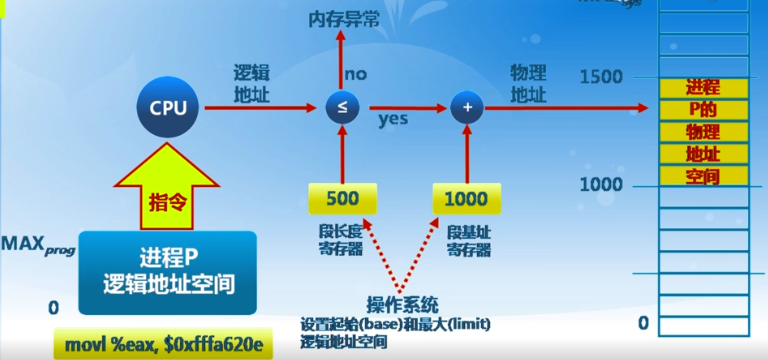 内存异常
no
逻辑
地址
CPU
≤
yes
+
物理
地址
1500
进程
P的
物理
地址
空间
1000
0
指令
500
段长度
寄存器
1000
段基址
寄存器
MAXprog
进程P
逻辑地址空间
0
操作系统
设置起始(base)和最大(limit)
逻辑地址空间
movl %eax, $0xfffa620e